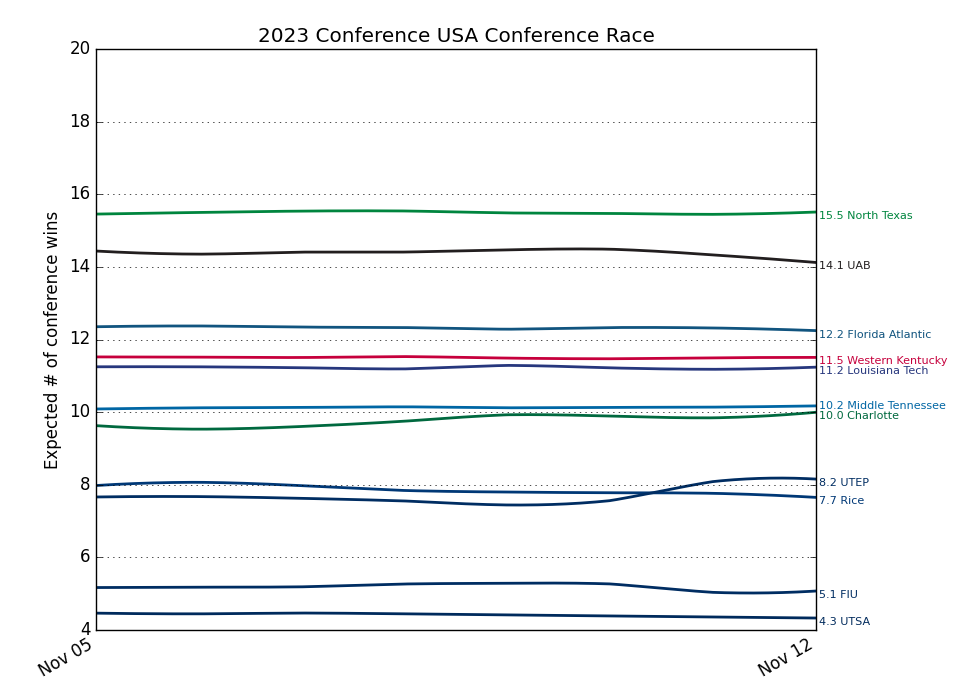 2023 Conference USA Conference Race
Expected # of conference wins
20
18
16
14
12
10
8
6
4
15.5 North Texas
14.1 UAB
12.2 Florida Atlantic
11.5 Western Kentucky
11.2 Louisiana Tech
10.2 Middle Tennessee
10.0 Charlotte
8.2 UTEP
7.7 Rice
5.1 FIU
4.3 UTSA
Nov 05
Nov 12